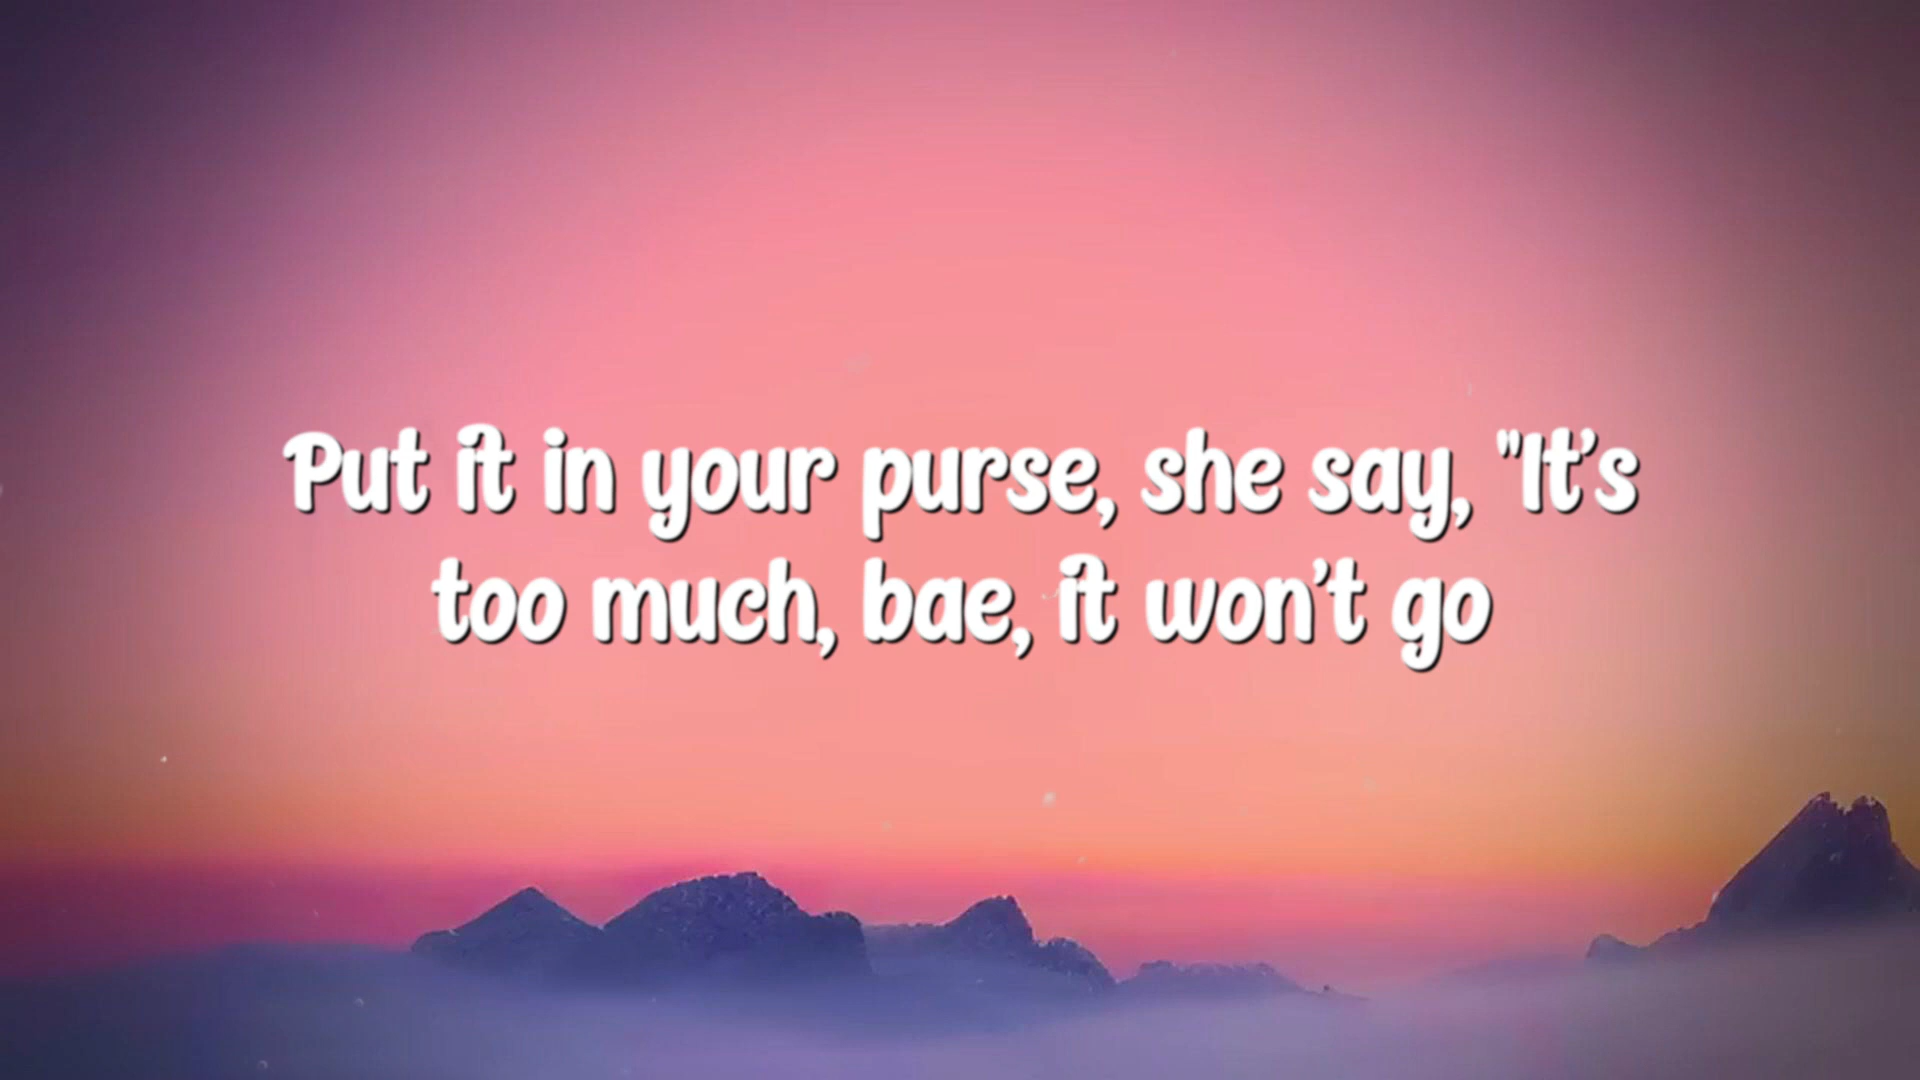 Put it in your purse, she say, "It's
too much, bae, it won't go